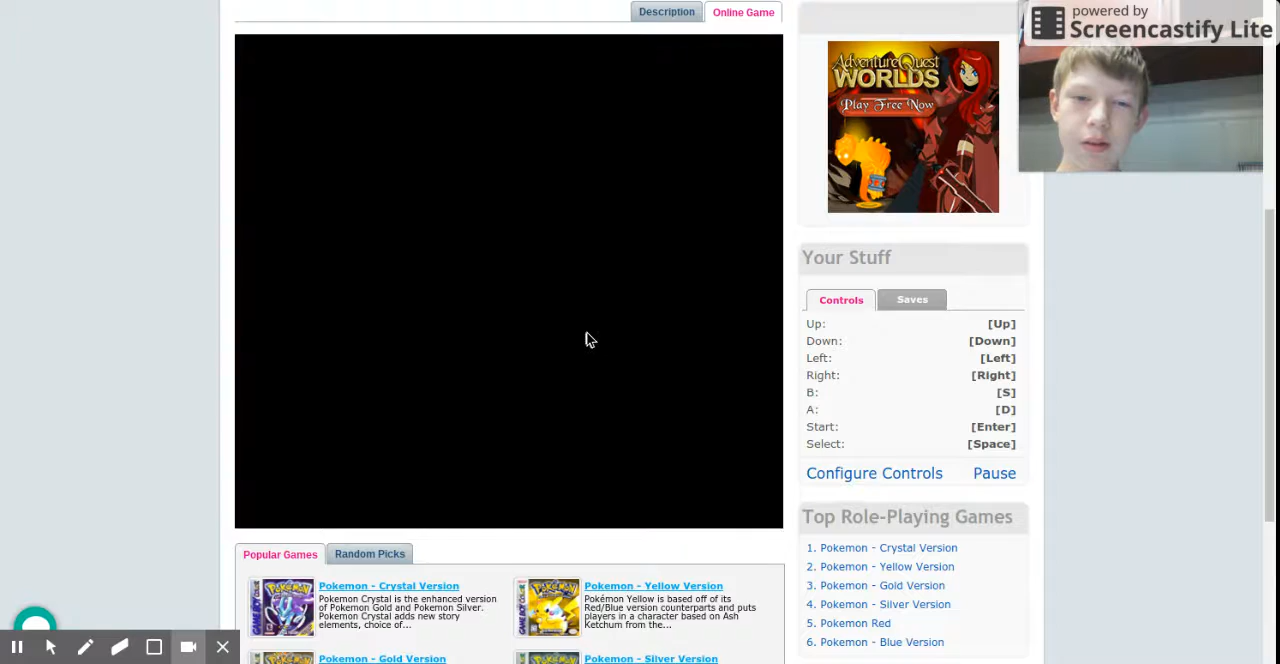 Description
Online Game
powered by
Screencastify Lite
AdventureQuest
WORLDS
Play Free Now
Your Stuff
Controls
Saves
Up: [Up]
Down: [Down]
Left: [Left]
Right: [Right]
B: [S]
A: [D]
Start: [Enter]
Select: [Space]
Configure Controls
Pause
Top Role-Playing Games
1. Pokemon - Crystal Version
2. Pokemon - Yellow Version
3. Pokemon - Gold Version
4. Pokemon - Silver Version
5. Pokemon Red
6. Pokemon - Blue Version
Popular Games
Random Picks
Pokemon - Crystal Version
Pokemon Crystal is the enhanced version
of Pokemon Gold and Pokemon Silver.
Pokemon Crystal adds new story
elements, choice of...
Pokemon - Yellow Version
Pokémon Yellow is based off of its
Red/Blue version counterparts and puts
players in a character based on Ash
Ketchum from the...
Pokemon - Gold Version
Pokemon - Silver Version